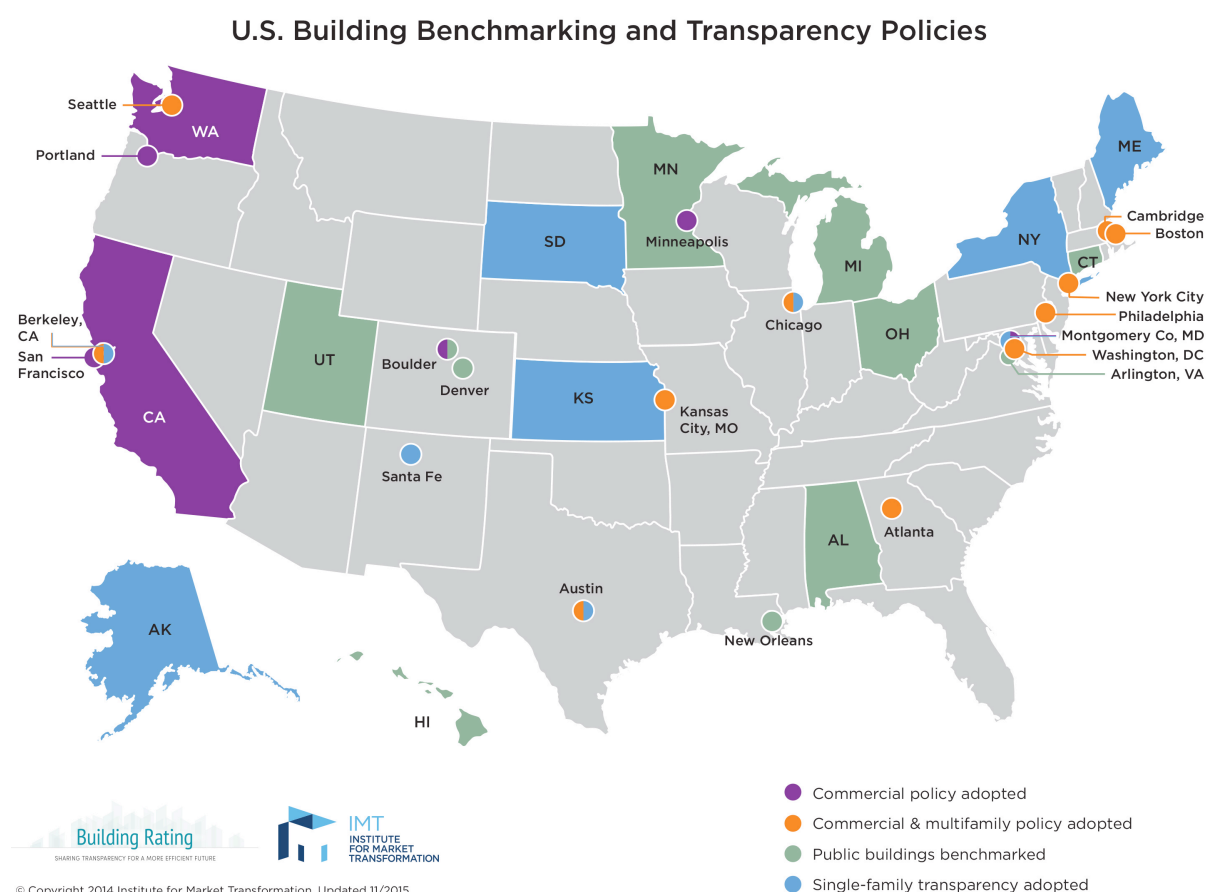 U.S. Building Benchmarking and Transparency Policies
Seattle
WA
Portland
Berkeley,
CA
San
Francisco
CA
UT
Boulder
Denver
Santa Fe
SD
KS
MN
Minneapolis
Kansas
City, MO
Chicago
MI
OH
AL
Atlanta
Austin
New Orleans
AK
HI
ME
NY
CT
Cambridge
Boston
New York City
Philadelphia
Montgomery Co, MD
Washington, DC
Arlington, VA
Building Rating
SHARING TRANSPARENCY FOR A MORE EFFICIENT FUTURE
IMT
INSTITUTE
FOR MARKET
TRANSFORMATION
Commercial policy adopted
Commercial & multifamily policy adopted
Public buildings benchmarked
Single-family transparency adopted
© Copyright 2014 Institute for Market Transformation. Updated 11/2015